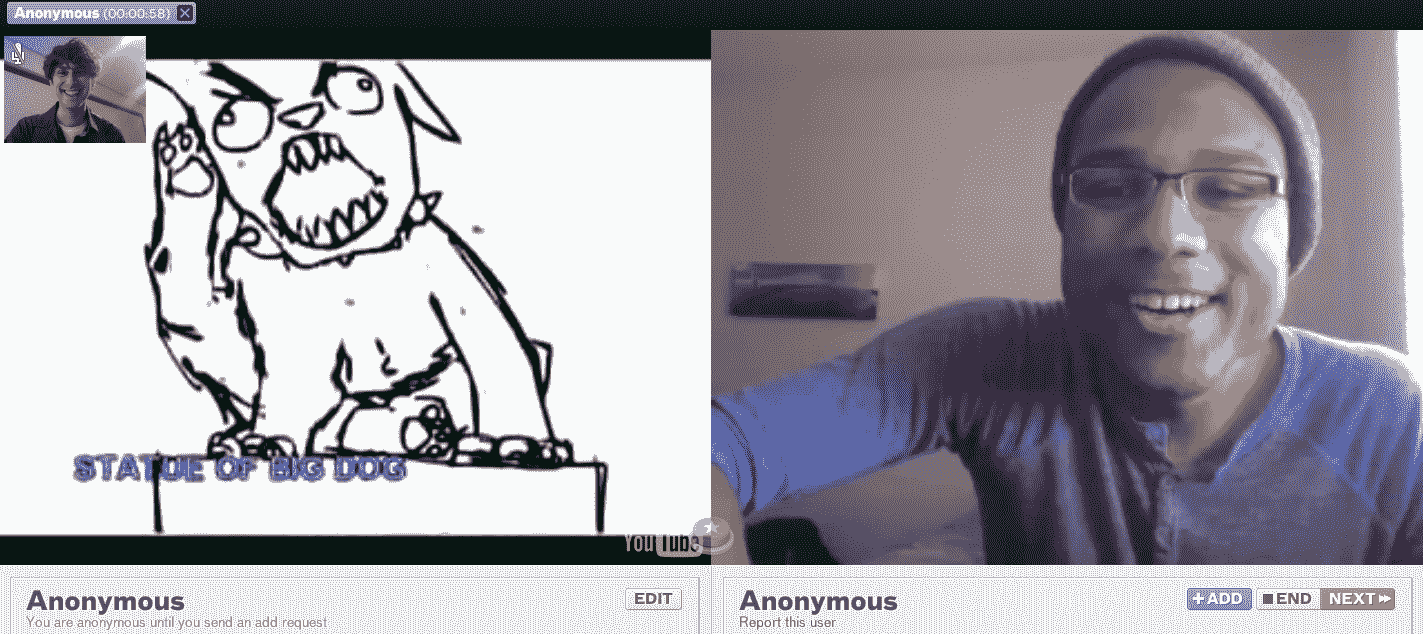 Anonymous (00:00:58)
STATUE OF BIG DOG
YouTube
Anonymous
EDIT
You are anonymous until you send an add request
Anonymous
+ADD
END
NEXT
Report this user